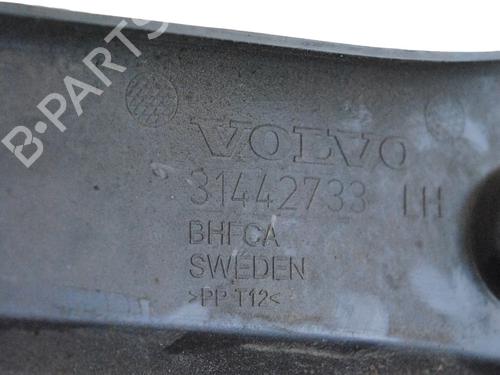 B-PARTS
VOLVO
31442733 LH
BHFCA
SWEDEN
>PP T12<